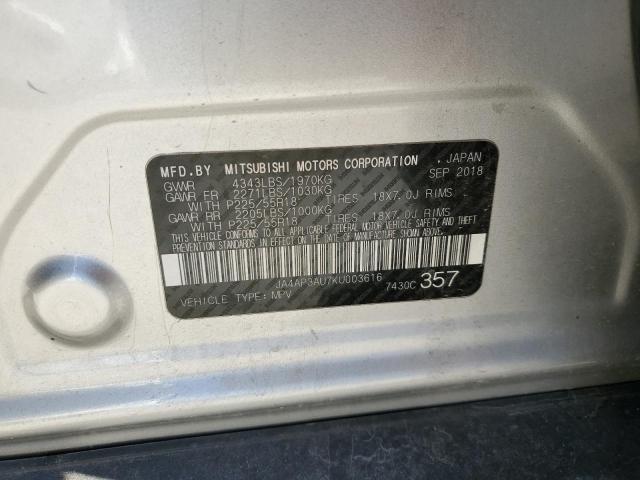 MFD.BY MITSUBISHI MOTORS CORPORATION , JAPAN
GVWR 4343LBS/1970KG SEP 2018
GAWR FR 2271LBS/1030KG
WITH P225/55R18 TIRES 18X7.0J RIMS
GAWR RR 2205LBS/1000KG
WITH P225/55R18 TIRES 18X7.0J RIMS
THIS VEHICLE CONFORMS TO ALL APPLICABLE FEDERAL MOTOR VEHICLE SAFETY AND THEFT
PREVENTION STANDARDS IN EFFECT ON THE DATE OF MANUFACTURE SHOWN ABOVE.
JA4AP3AU7KU003616
VEHICLE TYPE: MPV 7430C 357